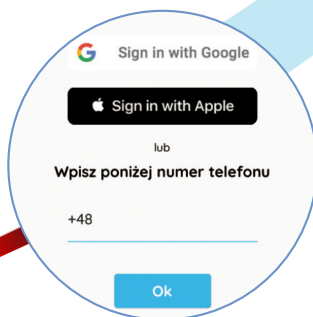 Sign in with Google
Sign in with Apple
lub
Wpisz poniżej numer telefonu
+48
Ok